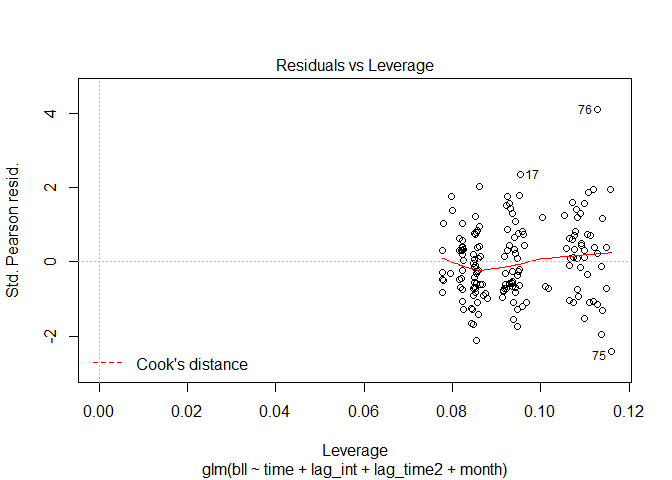 Residuals vs Leverage
Std. Pearson resid.
4
2
0
-2
76
17
75
Cook's distance
0.00
0.02
0.04
0.06
0.08
0.10
0.12
Leverage
glm(bll ~ time + lag_int + lag_time2 + month)